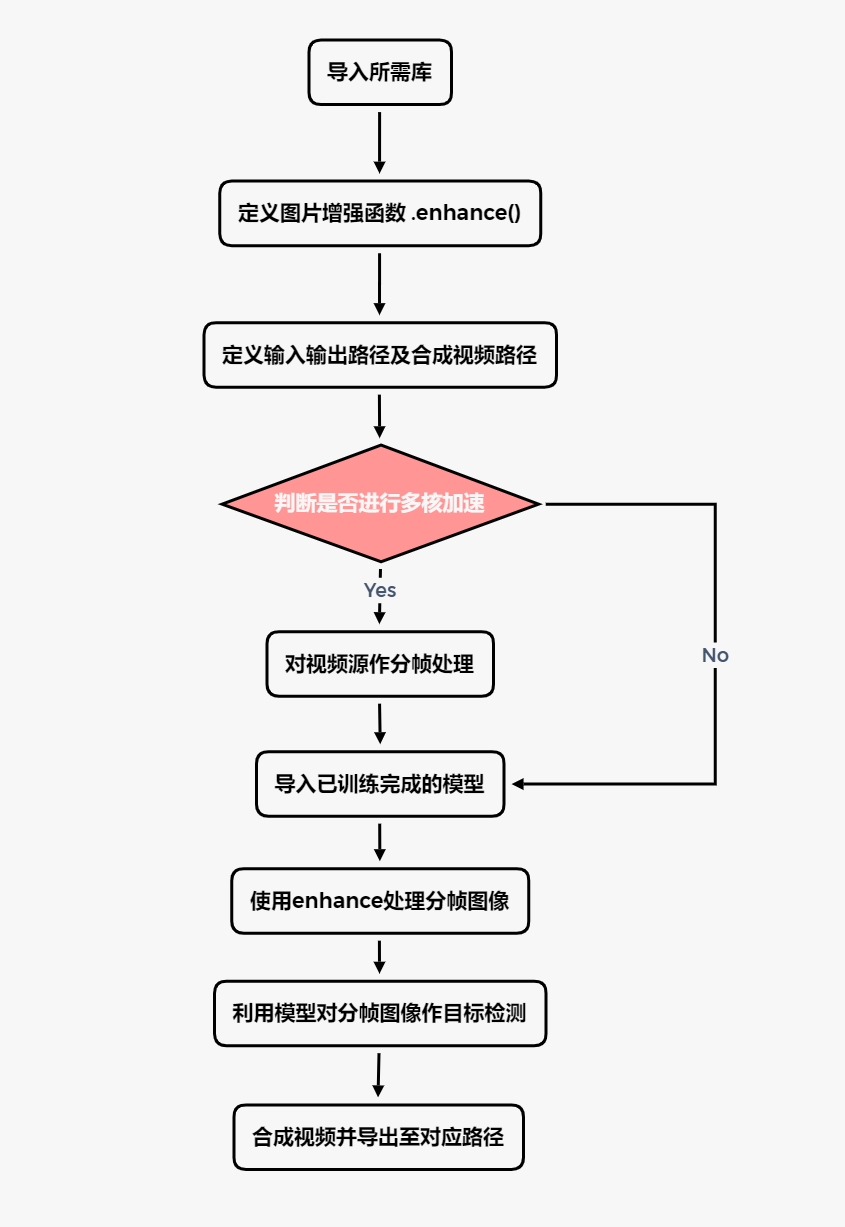 导入所需库
定义图片增强函数 .enhance()
定义输入输出路径及合成视频路径
判断是否进行多核加速
Yes
对视频源作分帧处理
No
导入已训练完成的模型
使用enhance处理分帧图像
利用模型对分帧图像作目标检测
合成视频并导出至对应路径